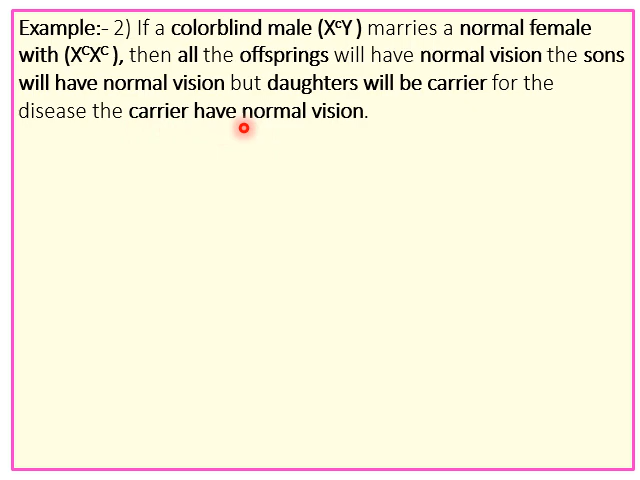 Example:- 2) If a colorblind male (XᶜY ) marries a normal female
with (XᶜXᶜ ), then all the offsprings will have normal vision the sons
will have normal vision but daughters will be carrier for the
disease the carrier have normal vision.